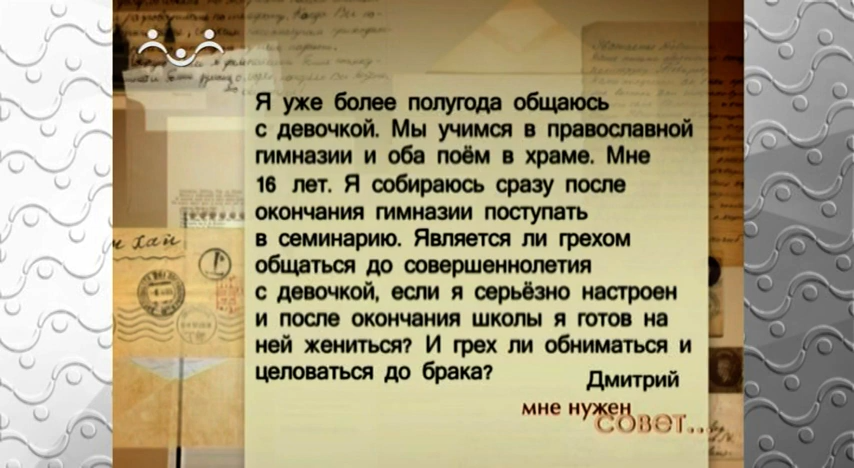 Я уже более полугода общаюсь
с девочкой. Мы учимся в православной
гимназии и оба поём в храме. Мне
16 лет. Я собираюсь сразу после
окончания гимназии поступать
в семинарию. Является ли грехом
общаться до совершеннолетия
с девочкой, если я серьёзно настроен
и после окончания школы я готов на
ней жениться? И грех ли обниматься и
целоваться до брака?
Дмитрий
мне нужен
совет...